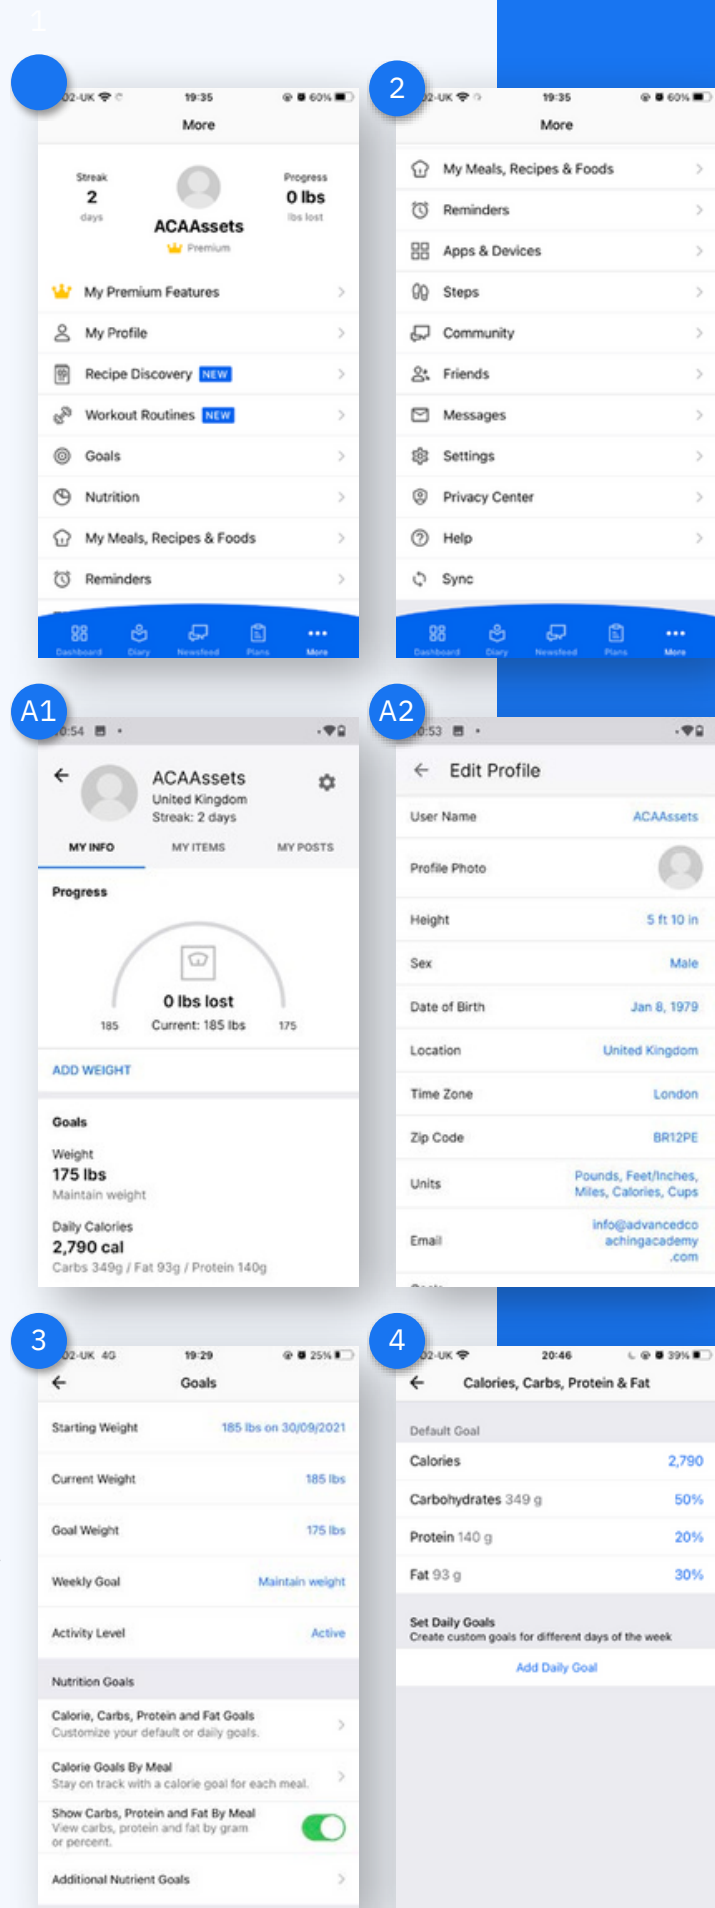 1
O2-UK
19:35
60%
More
Streak
2
days
Progress
0 lbs
lbs lost
ACAAssets
Premium
My Premium Features
My Profile
Recipe Discovery NEW
Workout Routines NEW
Goals
Nutrition
My Meals, Recipes & Foods
Reminders
Dashboard
Diary
Newsfeed
Plans
More
2
2-UK
19:35
60%
More
My Meals, Recipes & Foods
Reminders
Apps & Devices
Steps
Community
Friends
Messages
Settings
Privacy Center
Help
Sync
Dashboard
Diary
Newsfeed
Plans
More
A1
:54
ACAAssets
United Kingdom
Streak: 2 days
MY INFO
MY ITEMS
MY POSTS
Progress
0 lbs lost
185
Current: 185 lbs
175
ADD WEIGHT
Goals
Weight
175 lbs
Maintain weight
Daily Calories
2,790 cal
Carbs 349g / Fat 93g / Protein 140g
A2
:53
Edit Profile
User Name
ACAAssets
Profile Photo
Height
5 ft 10 in
Sex
Male
Date of Birth
Jan 8, 1979
Location
United Kingdom
Time Zone
London
Zip Code
BR12PE
Units
Pounds, Feet/Inches,
Miles, Calories, Cups
Email
info@advancedco
achingacademy
.com
3
O2-UK 4G
19:29
25%
Goals
Starting Weight
185 lbs on 30/09/2021
Current Weight
185 lbs
Goal Weight
175 lbs
Weekly Goal
Maintain weight
Activity Level
Active
Nutrition Goals
Calorie, Carbs, Protein and Fat Goals
Customize your default or daily goals.
Calorie Goals By Meal
Stay on track with a calorie goal for each meal.
Show Carbs, Protein and Fat By Meal
View carbs, protein and fat by gram
or percent.
Additional Nutrient Goals
4
O2-UK
20:46
39%
Calories, Carbs, Protein & Fat
Default Goal
Calories
2,790
Carbohydrates 349 g
50%
Protein 140 g
20%
Fat 93 g
30%
Set Daily Goals
Create custom goals for different days of the week
Add Daily Goal